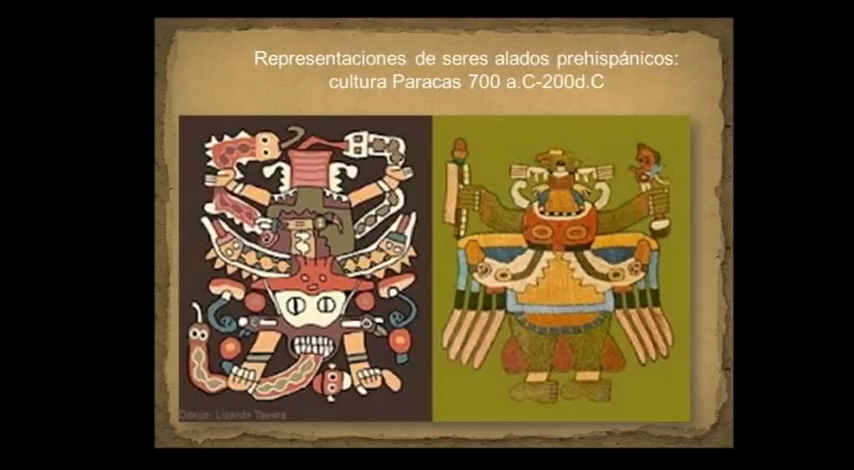 Representaciones de seres alados prehispánicos:
cultura Paracas 700 a.C-200d.C
Dibujo: Lizardo Tavera